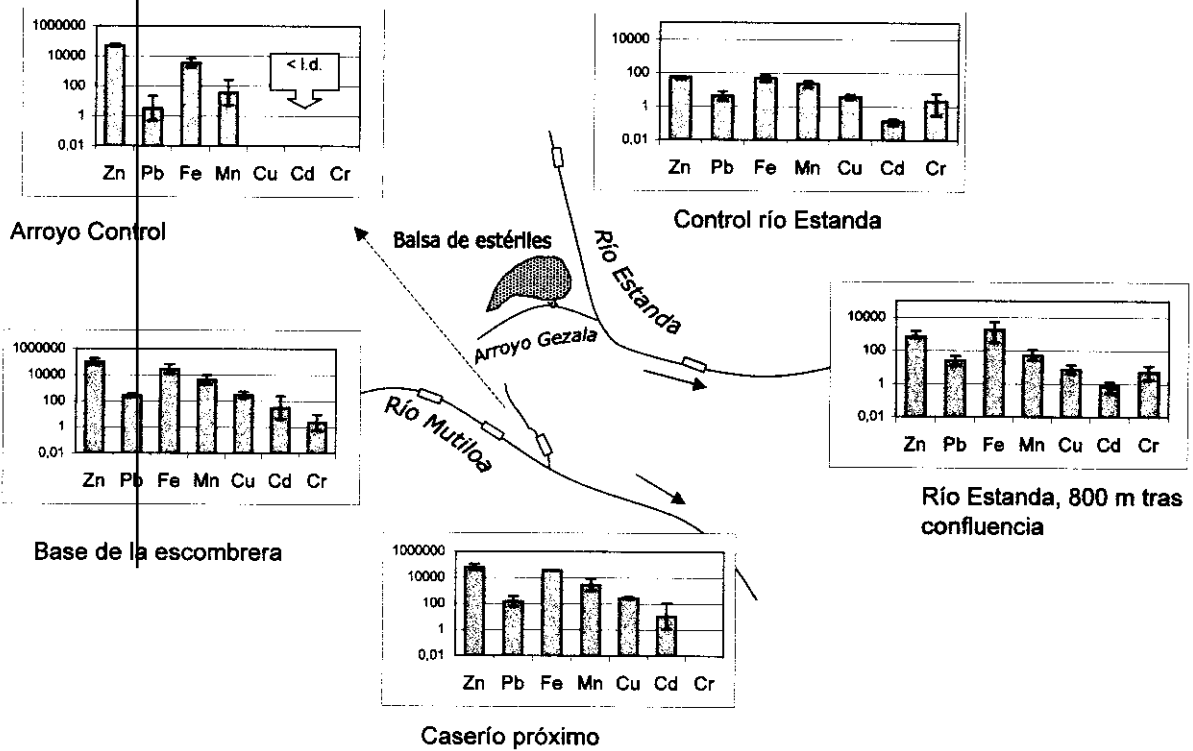 1000000
10000
100
1
0,01
< l.d.
Zn Pb Fe Mn Cu Cd Cr
Arroyo Control
10000
100
1
0,01
Zn Pb Fe Mn Cu Cd Cr
Control río Estanda
Balsa de estériles
Río Estanda
Arroyo Gezala
1000000
10000
100
1
0,01
Zn Pb Fe Mn Cu Cd Cr
Base de la escombrera
Río Mutiloa
10000
100
1
0,01
Zn Pb Fe Mn Cu Cd Cr
Río Estanda, 800 m tras
confluencia
1000000
10000
100
1
0,01
Zn Pb Fe Mn Cu Cd Cr
Caserío próximo